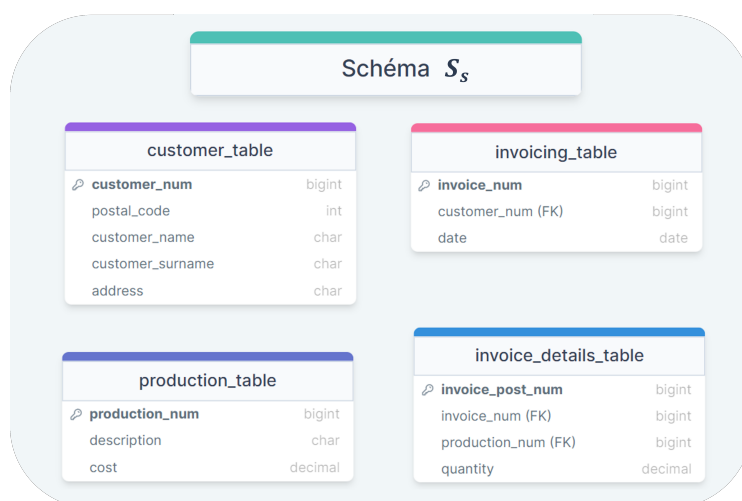 Schéma Sₛ
customer_table
customer_num bigint
postal_code int
customer_name char
customer_surname char
address char
invoicing_table
invoice_num bigint
customer_num (FK) bigint
date date
production_table
production_num bigint
description char
cost decimal
invoice_details_table
invoice_post_num bigint
invoice_num (FK) bigint
production_num (FK) bigint
quantity decimal